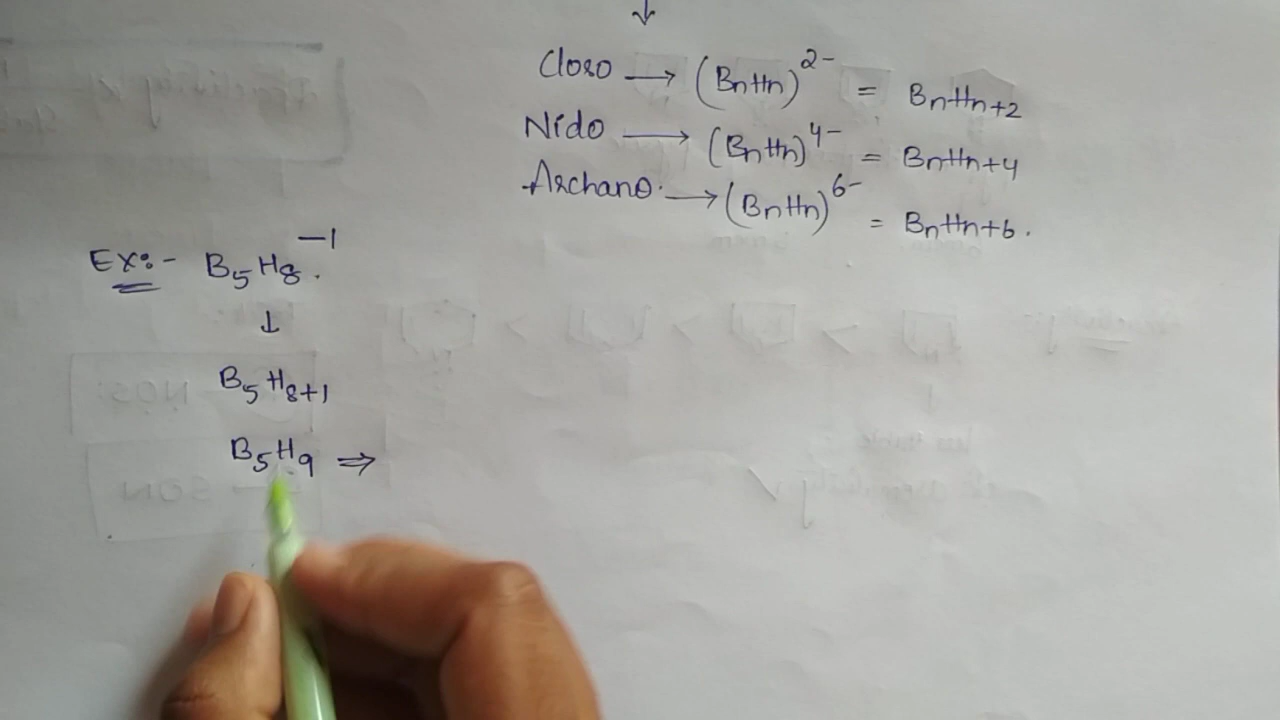 ↓
Closo → (BnHn)²⁻ = BnHn+2
Nido → (BnHn)⁴⁻ = BnHn+4
Archano. → (BnHn)⁶⁻ = BnHn+6.
Ex:- B₅H₈.⁻¹
↓
B₅H₈₊₁
B₅H₉ ⇒